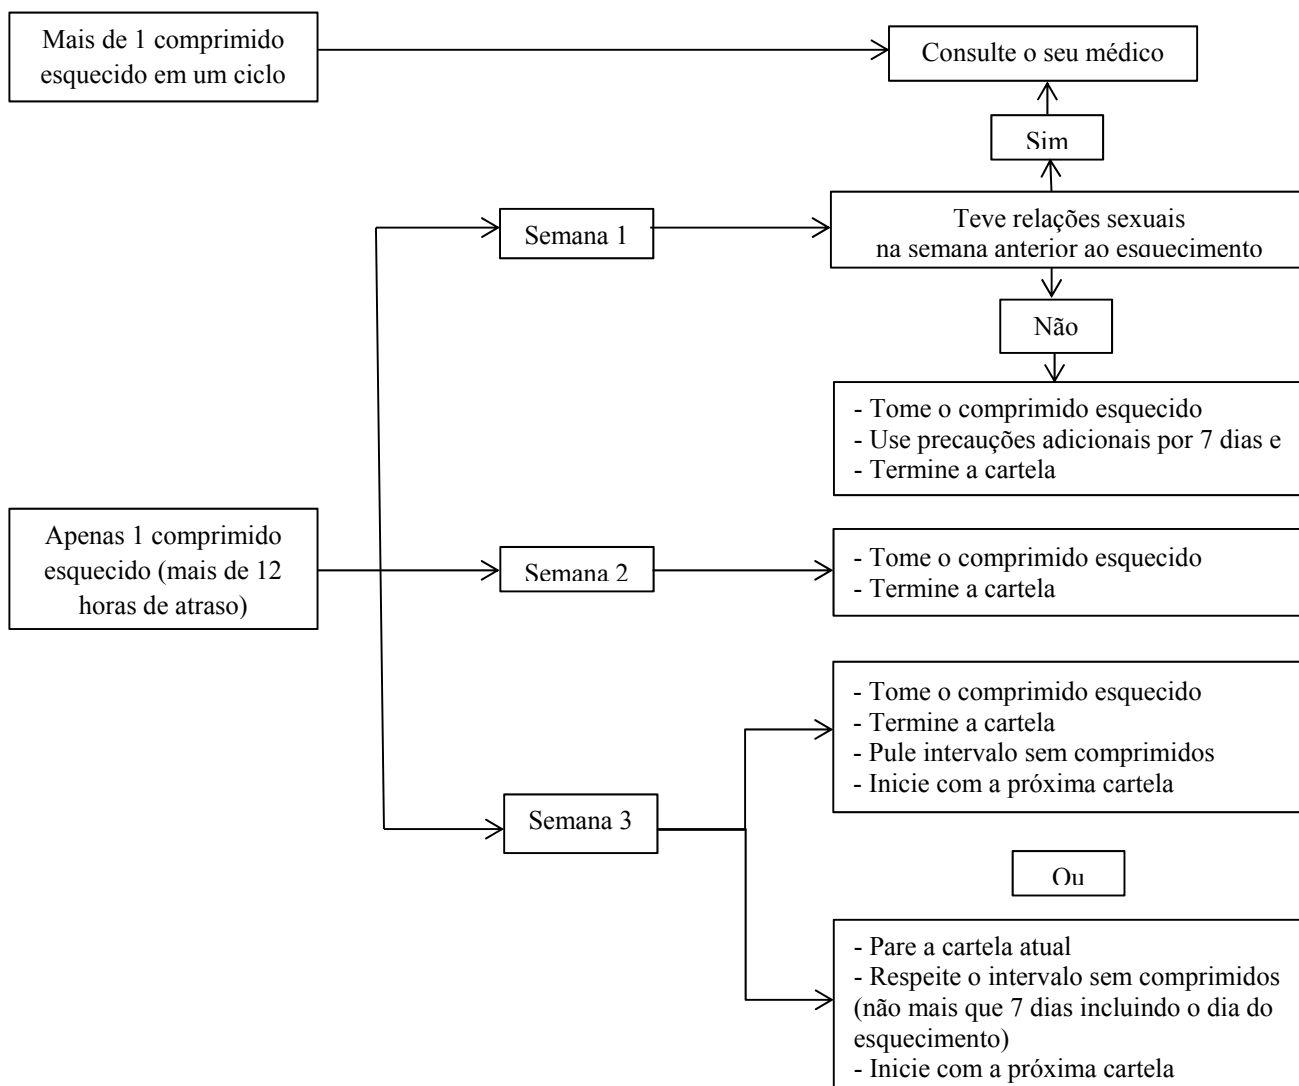 Mais de 1 comprimido
esquecido em um ciclo
Consulte o seu médico
Sim
Teve relações sexuais
na semana anterior ao esquecimento
Semana 1
Não
- Tome o comprimido esquecido
- Use precauções adicionais por 7 dias e
- Termine a cartela
Apenas 1 comprimido
esquecido (mais de 12
horas de atraso)
Semana 2
- Tome o comprimido esquecido
- Termine a cartela
Semana 3
- Tome o comprimido esquecido
- Termine a cartela
- Pule intervalo sem comprimidos
- Inicie com a próxima cartela
Ou
- Pare a cartela atual
- Respeite o intervalo sem comprimidos
(não mais que 7 dias incluindo o dia do
esquecimento)
- Inicie com a próxima cartela